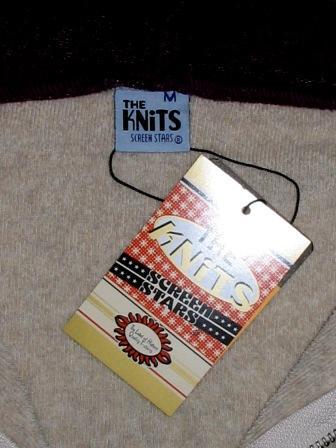 M
THE
KNiTS
SCREEN STARS ®
THE
KNiTS
SCREEN
STARS